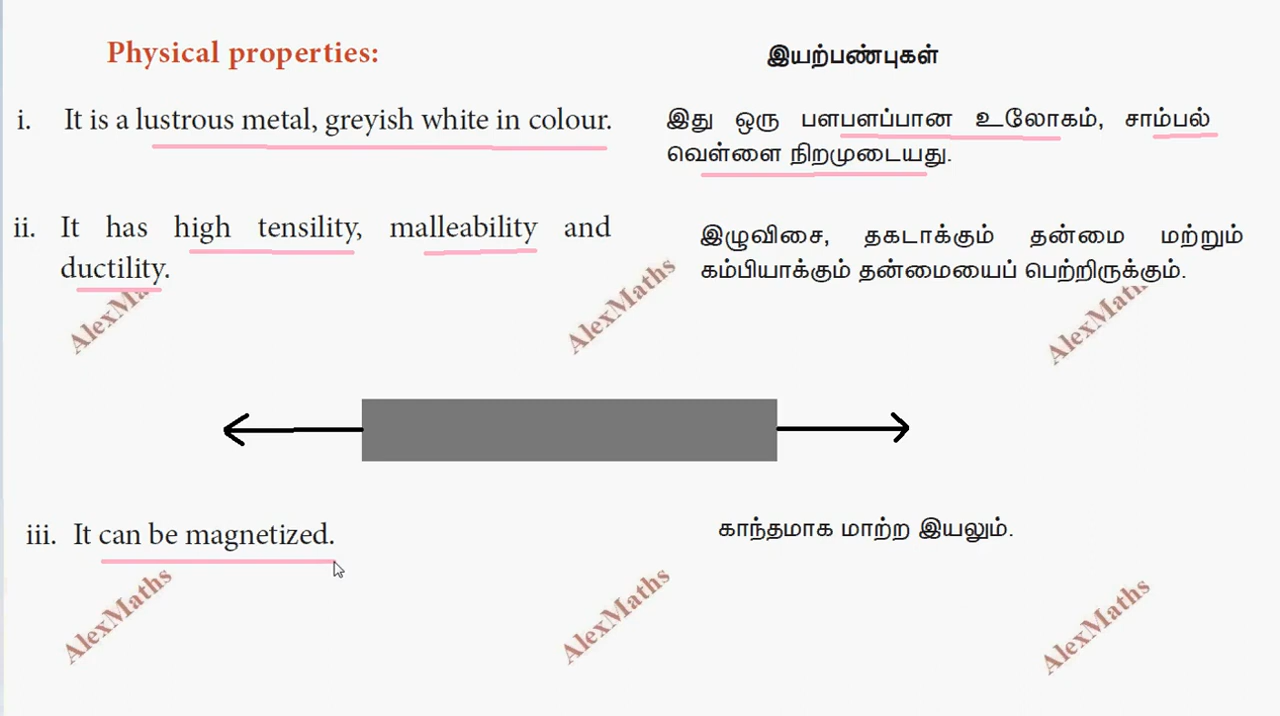 Physical properties:
இயற்பண்புகள்
i. It is a lustrous metal, greyish white in colour.
இது ஒரு பளபளப்பான உலோகம், சாம்பல்
வெள்ளை நிறமுடையது.
ii. It has high tensility, malleability and
ductility.
இழுவிசை, தகடாக்கும் தன்மை மற்றும்
கம்பியாக்கும் தன்மையைப் பெற்றிருக்கும்.
AlexMa
AlexMaths
AlexMaths
iii. It can be magnetized.
காந்தமாக மாற்ற இயலும்.
AlexMaths
AlexMaths
AlexMaths